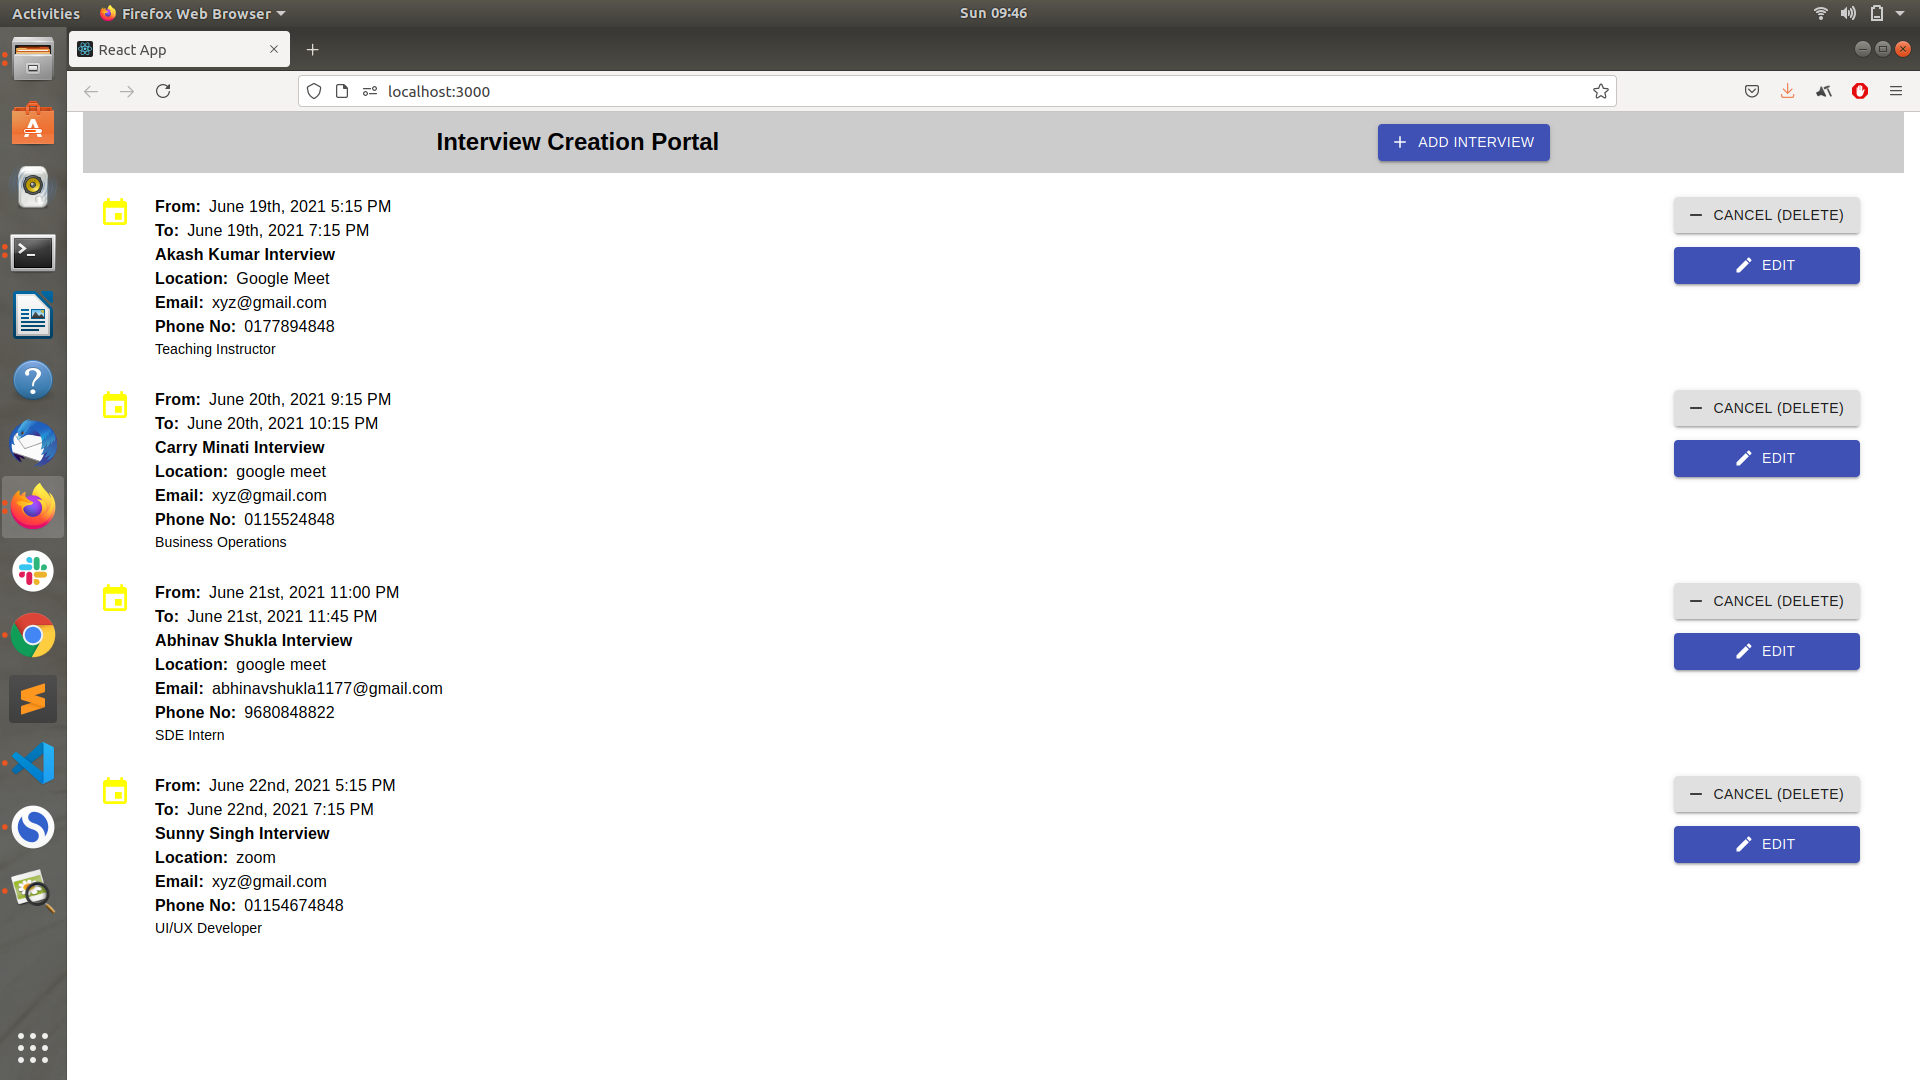 Activities
Firefox Web Browser
Sun 09:46
React App
localhost:3000
Interview Creation Portal
ADD INTERVIEW
From: June 19th, 2021 5:15 PM
To: June 19th, 2021 7:15 PM
Akash Kumar Interview
Location: Google Meet
Email: xyz@gmail.com
Phone No: 0177894848
Teaching Instructor
CANCEL (DELETE)
EDIT
From: June 20th, 2021 9:15 PM
To: June 20th, 2021 10:15 PM
Carry Minati Interview
Location: google meet
Email: xyz@gmail.com
Phone No: 0115524848
Business Operations
CANCEL (DELETE)
EDIT
From: June 21st, 2021 11:00 PM
To: June 21st, 2021 11:45 PM
Abhinav Shukla Interview
Location: google meet
Email: abhinavshukla1177@gmail.com
Phone No: 9680848822
SDE Intern
CANCEL (DELETE)
EDIT
From: June 22nd, 2021 5:15 PM
To: June 22nd, 2021 7:15 PM
Sunny Singh Interview
Location: zoom
Email: xyz@gmail.com
Phone No: 01154674848
UI/UX Developer
CANCEL (DELETE)
EDIT